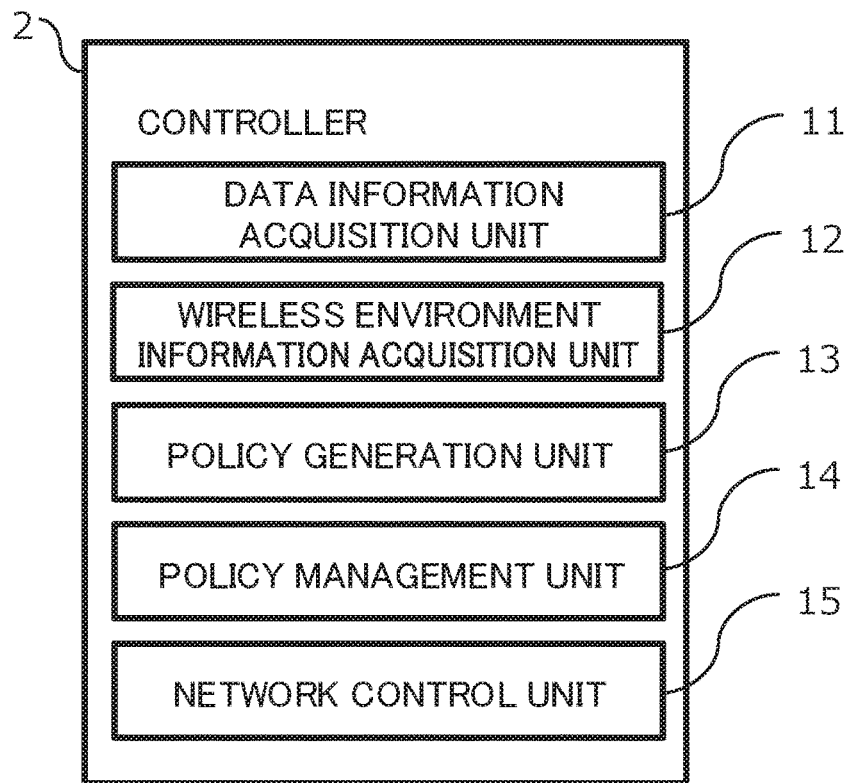 2
CONTROLLER
11
DATA INFORMATION
ACQUISITION UNIT
12
WIRELESS ENVIRONMENT
INFORMATION ACQUISITION UNIT
13
POLICY GENERATION UNIT
14
POLICY MANAGEMENT UNIT
15
NETWORK CONTROL UNIT